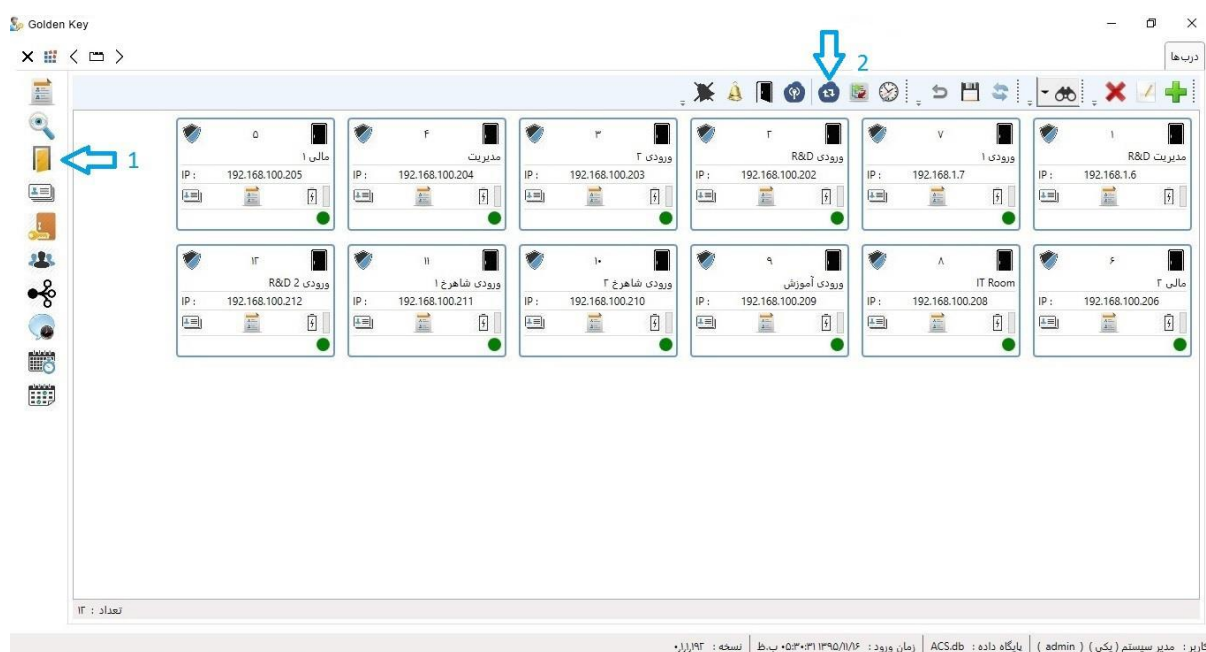 Golden Key
درب‌ها
2
1
۱
مدیریت R&D
IP : 192.168.1.6
۷
ورودی ۱
IP : 192.168.1.7
۲
ورودی R&D
IP : 192.168.100.202
۳
ورودی ۲
IP : 192.168.100.203
۴
مدیریت
IP : 192.168.100.204
۵
مالی ۱
IP : 192.168.100.205
۶
مالی ۲
IP : 192.168.100.206
۸
IT Room
IP : 192.168.100.208
۹
ورودی آموزش
IP : 192.168.100.209
۱۰
ورودی شاهرخ ۲
IP : 192.168.100.210
۱۱
ورودی شاهرخ ۱
IP : 192.168.100.211
۱۲
ورودی R&D 2
IP : 192.168.100.212
تعداد : ۱۲
کاربر : مدیر سیستم ( یکی ) ( admin ) پایگاه داده : ACS.db زمان ورود : ۱۳۹۵/۱۱/۱۶ ۰۵:۳۰:۳۱ ب.ظ نسخه :